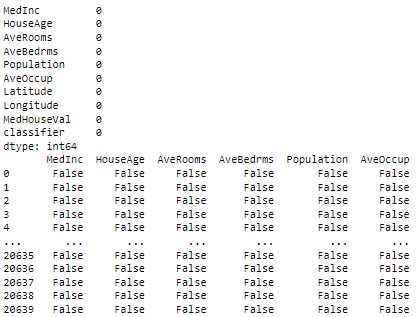 MedInc 0
HouseAge 0
AveRooms 0
AveBedrms 0
Population 0
AveOccup 0
Latitude 0
Longitude 0
MedHouseVal 0
classifier 0
dtype: int64
MedInc HouseAge AveRooms AveBedrms Population AveOccup
0 False False False False False False
1 False False False False False False
2 False False False False False False
3 False False False False False False
4 False False False False False False
... ... ... ... ... ... ...
20635 False False False False False False
20636 False False False False False False
20637 False False False False False False
20638 False False False False False False
20639 False False False False False False